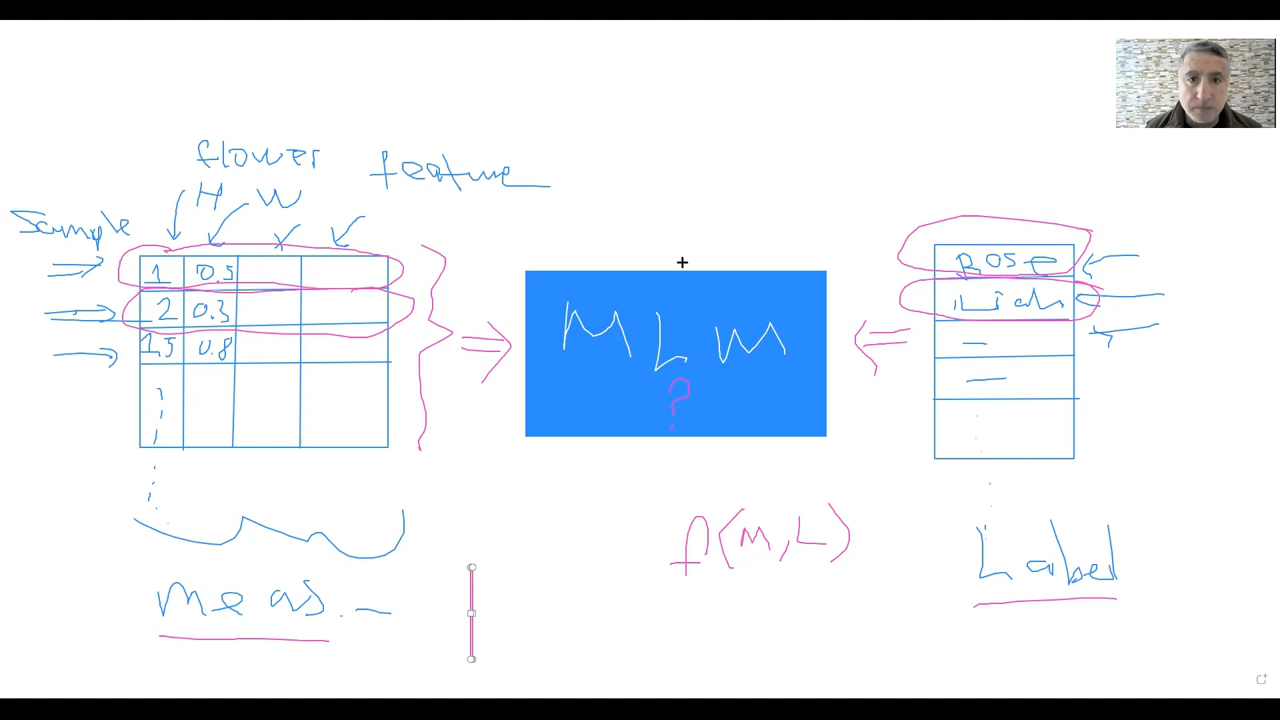 flower
feature
H W
Sample
1 0.5
2 0.3
1.5 0.8
MLM
?
Rose
f(M,L)
Label
meas.